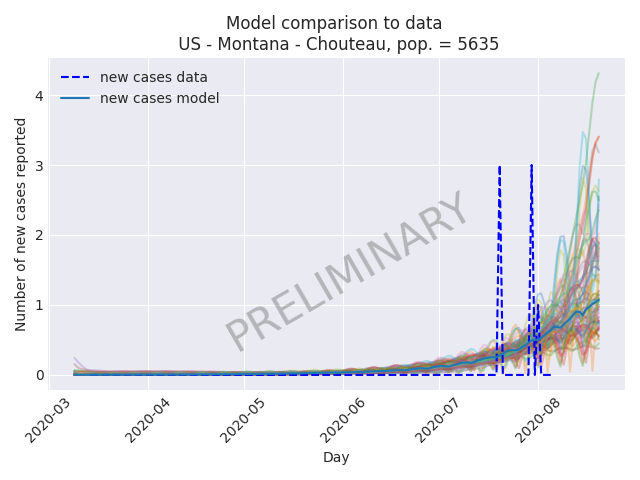 Model comparison to data
US - Montana - Chouteau, pop. = 5635
new cases data
new cases model
Number of new cases reported
4
3
2
1
0
PRELIMINARY
2020-03
2020-04
2020-05
2020-06
2020-07
2020-08
Day